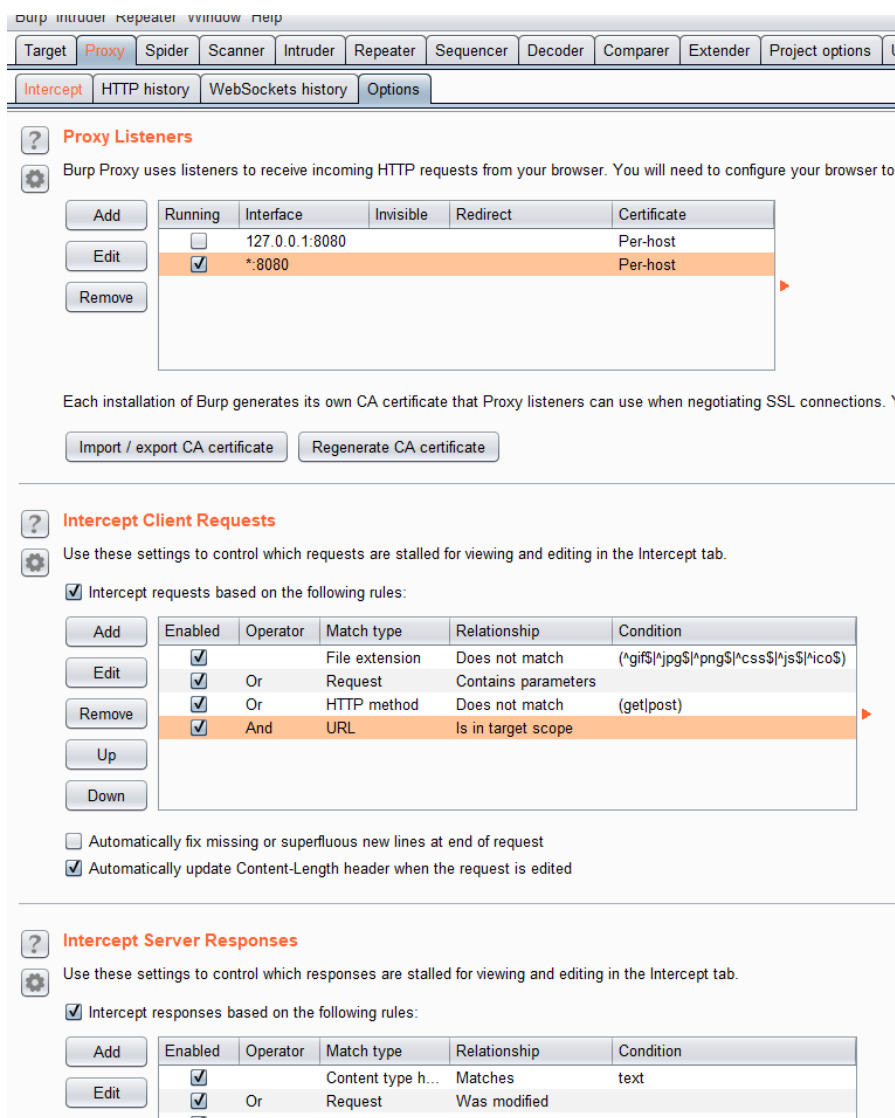 Burp Intruder Repeater Window Help
Target Proxy Spider Scanner Intruder Repeater Sequencer Decoder Comparer Extender Project options
Intercept HTTP history WebSockets history Options
? Proxy Listeners
Burp Proxy uses listeners to receive incoming HTTP requests from your browser. You will need to configure your browser to
Add Running Interface Invisible Redirect Certificate
127.0.0.1:8080 Per-host
Edit *:8080 Per-host
Remove
Each installation of Burp generates its own CA certificate that Proxy listeners can use when negotiating SSL connections.
Import / export CA certificate Regenerate CA certificate
? Intercept Client Requests
Use these settings to control which requests are stalled for viewing and editing in the Intercept tab.
Intercept requests based on the following rules:
Add Enabled Operator Match type Relationship Condition
File extension Does not match (^gif$|^jpg$|^png$|^css$|^js$|^ico$)
Edit Or Request Contains parameters
Remove Or HTTP method Does not match (get|post)
And URL Is in target scope
Up
Down
Automatically fix missing or superfluous new lines at end of request
Automatically update Content-Length header when the request is edited
? Intercept Server Responses
Use these settings to control which responses are stalled for viewing and editing in the Intercept tab.
Intercept responses based on the following rules:
Add Enabled Operator Match type Relationship Condition
Content type h... Matches text
Edit Or Request Was modified